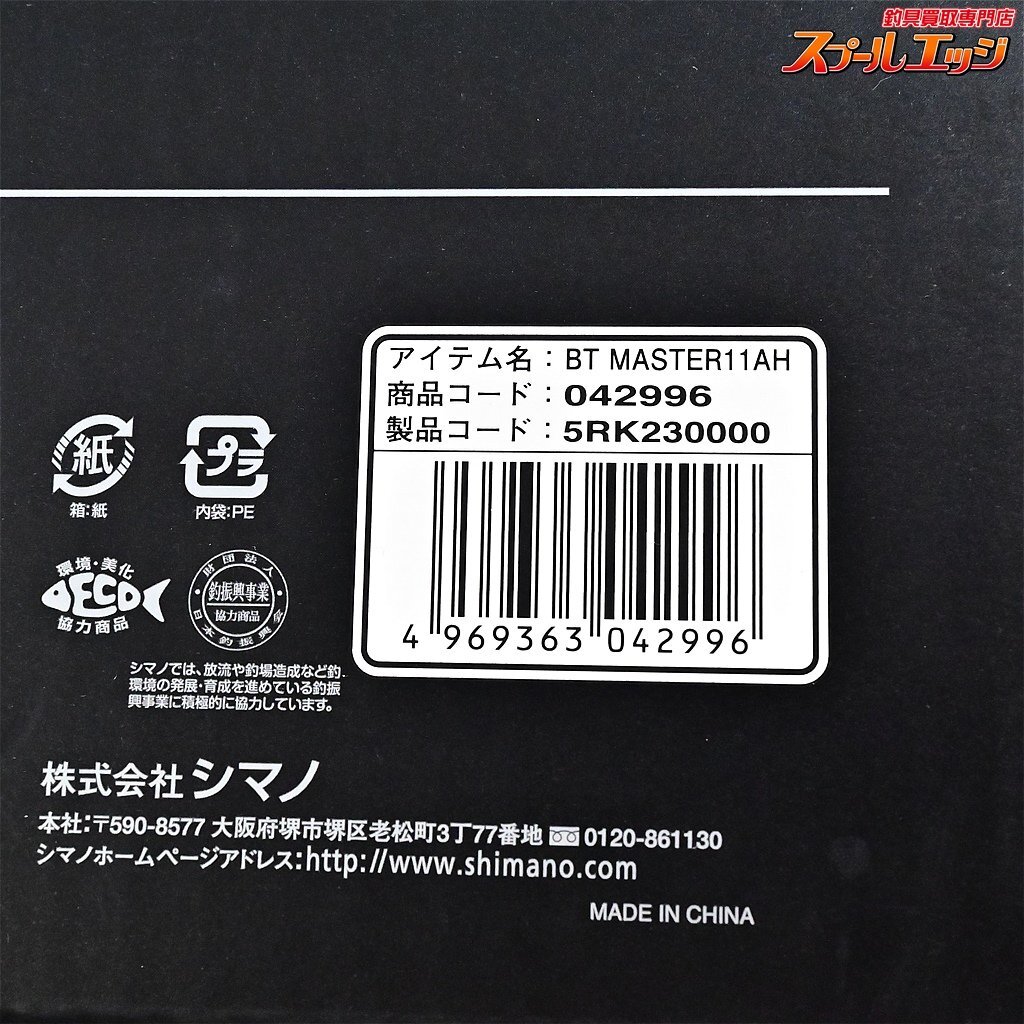 釣具買取専門店
スプールエッジ
アイテム名：BT MASTER11AH
商品コード：042996
製品コード：5RK230000
4 969363 042996
紙
箱:紙
プラ
内袋:PE
環境・美化
ECO
協力商品
財団法人
釣振興事業
協力商品
日本釣振興会
シマノでは、放流や釣場造成など釣
環境の発展・育成を進めている釣振
興事業に積極的に協力しています。
株式会社シマノ
本社:〒590-8577 大阪府堺市堺区老松町3丁77番地 0120-861130
シマノホームページアドレス:http://www.shimano.com
MADE IN CHINA